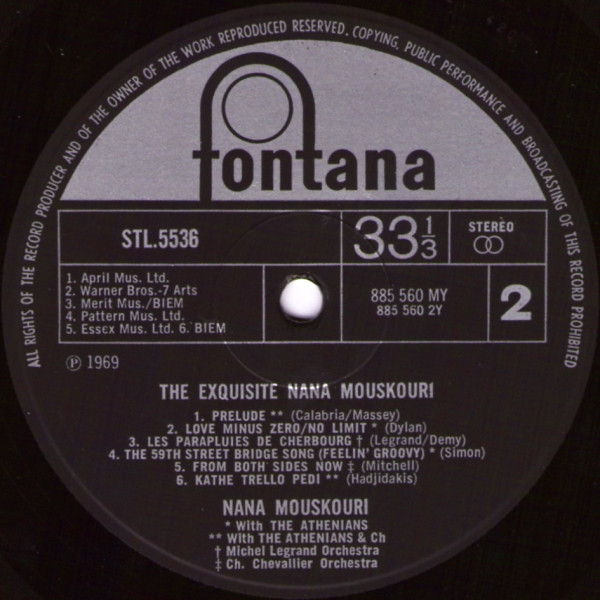 ALL RIGHTS OF THE RECORD PRODUCER AND OF THE OWNER OF THE WORK REPRODUCED RESERVED. COPYING, PUBLIC PERFORMANCE AND BROADCASTING OF THIS RECORD PROHIBITED
fontana
STL.5536
33 1/3
STEREO
1. April Mus. Ltd.
2. Warner Bros.-7 Arts
3. Merit Mus./BIEM
4. Pattern Mus. Ltd.
5. Essex Mus. Ltd. 6. BIEM
885 560 MY
885 560 2Y
2
℗ 1969
THE EXQUISITE NANA MOUSKOURI
1. PRELUDE ** (Calabria/Massey)
2. LOVE MINUS ZERO/NO LIMIT * (Dylan)
3. LES PARAPLUIES DE CHERBOURG † (Legrand/Demy)
4. THE 59TH STREET BRIDGE SONG (FEELIN' GROOVY) * (Simon)
5. FROM BOTH SIDES NOW ‡ (Mitchell)
6. KATHE TRELLO PEDI ** (Hadjidakis)
NANA MOUSKOURI
* With THE ATHENIANS
** With THE ATHENIANS & Ch
† Michel Legrand Orchestra
‡ Ch. Chevallier Orchestra